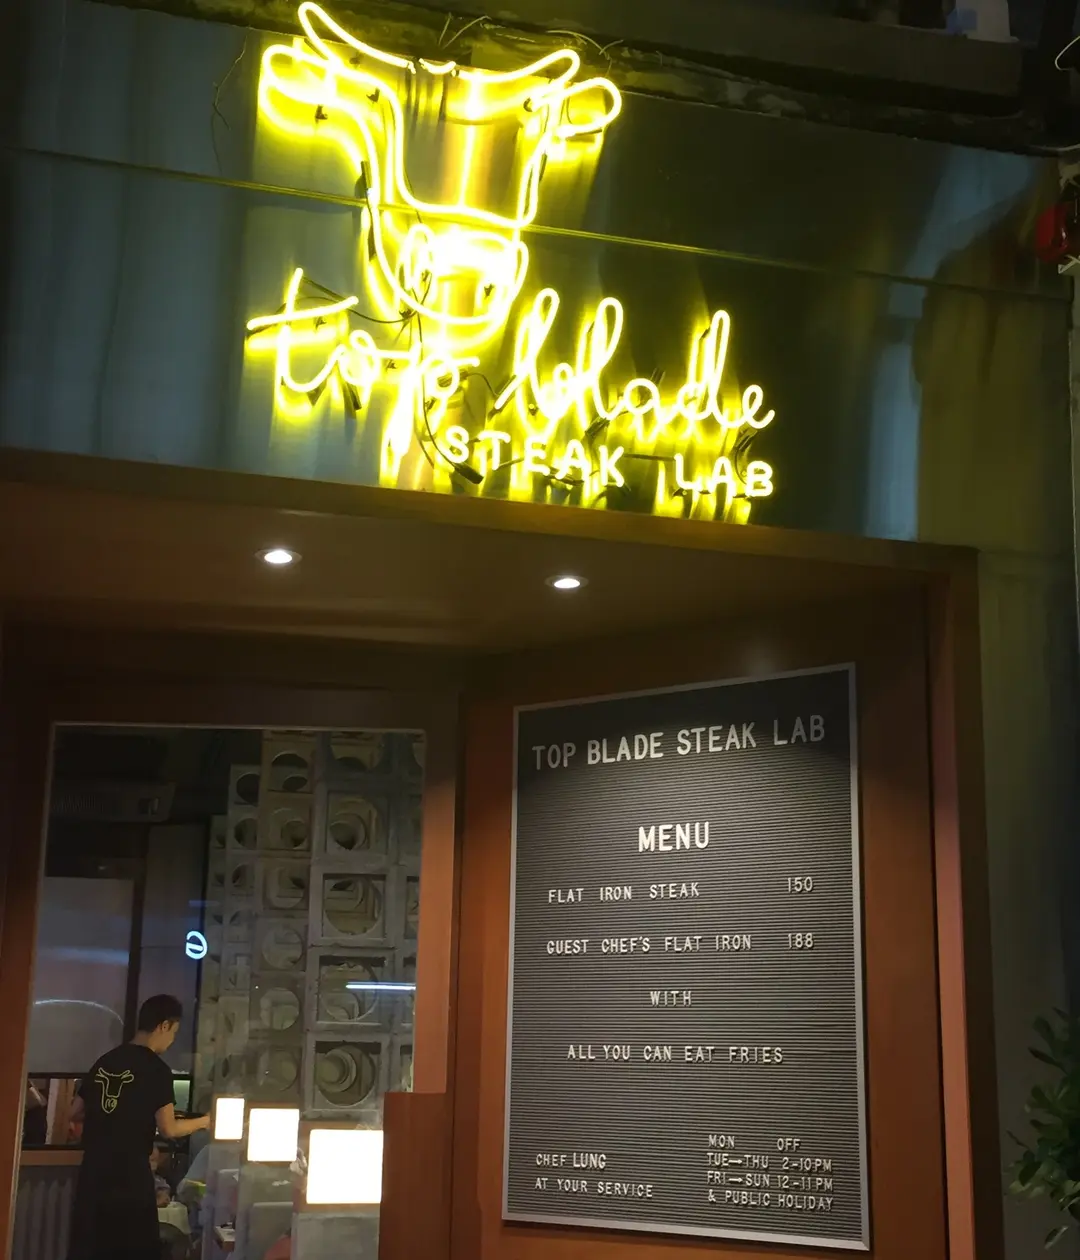 top blade
STEAK LAB
TOP BLADE STEAK LAB
MENU
FLAT IRON STEAK 150
GUEST CHEF'S FLAT IRON 188
WITH
ALL YOU CAN EAT FRIES
CHEF LUNG
AT YOUR SERVICE
MON OFF
TUE→THU 2-10PM
FRI→SUN 12-11PM
& PUBLIC HOLIDAY